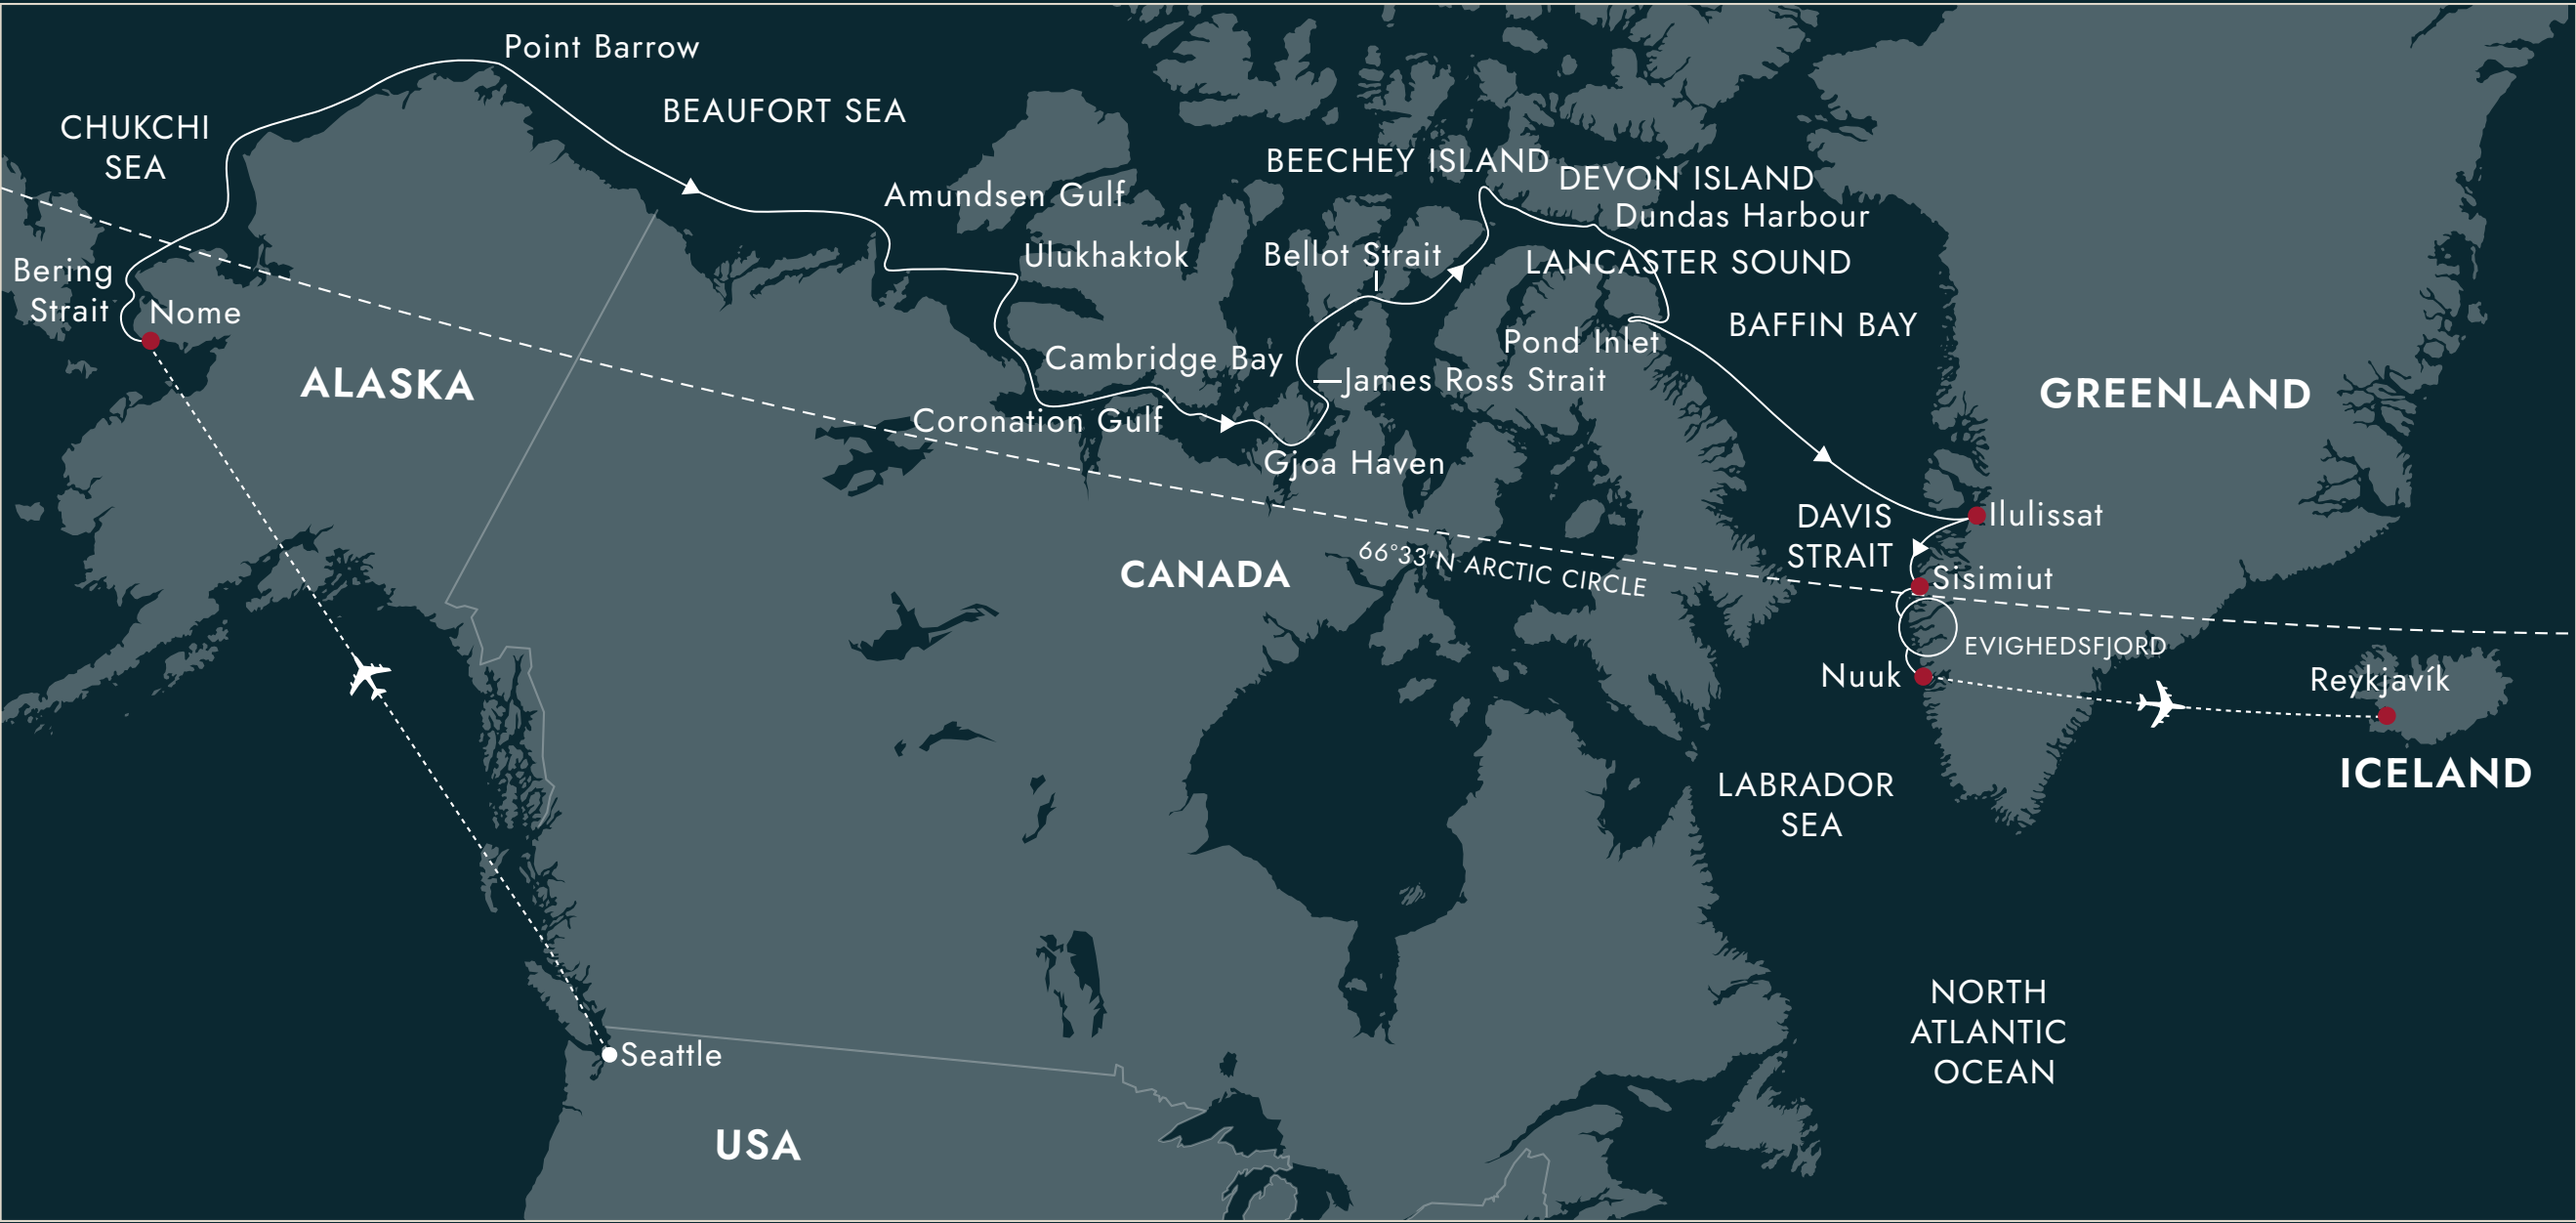 Point Barrow
BEAUFORT SEA
CHUKCHI
SEA
BEECHEY ISLAND
DEVON ISLAND
Amundsen Gulf
Dundas Harbour
Ulukhaktok
Bellot Strait
LANCASTER SOUND
Bering
Strait
Nome
BAFFIN BAY
Pond Inlet
Cambridge Bay
James Ross Strait
ALASKA
GREENLAND
Coronation Gulf
Gjoa Haven
DAVIS
STRAIT
Ilulissat
66°33'N ARCTIC CIRCLE
CANADA
Sisimiut
EVIGHEDSFJORD
Nuuk
Reykjavík
ICELAND
LABRADOR
SEA
NORTH
ATLANTIC
OCEAN
Seattle
USA